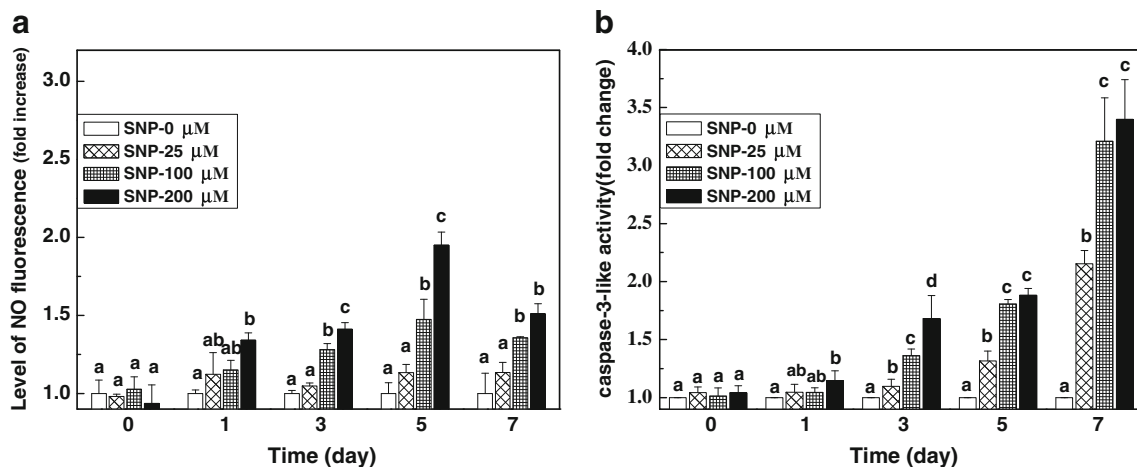 a
Level of NO fluorescence (fold increase)
3.0
2.5
2.0
1.5
1.0
SNP-0 μM
SNP-25 μM
SNP-100 μM
SNP-200 μM
a a a a
a ab ab b
a a b c
a a b c
a a b b
0 1 3 5 7
Time (day)
b
caspase-3-like activity(fold change)
4.0
3.5
3.0
2.5
2.0
1.5
1.0
SNP-0 μM
SNP-25 μM
SNP-100 μM
SNP-200 μM
a a a a
a ab ab b
a b c d
a b c c
a b c c
0 1 3 5 7
Time (day)